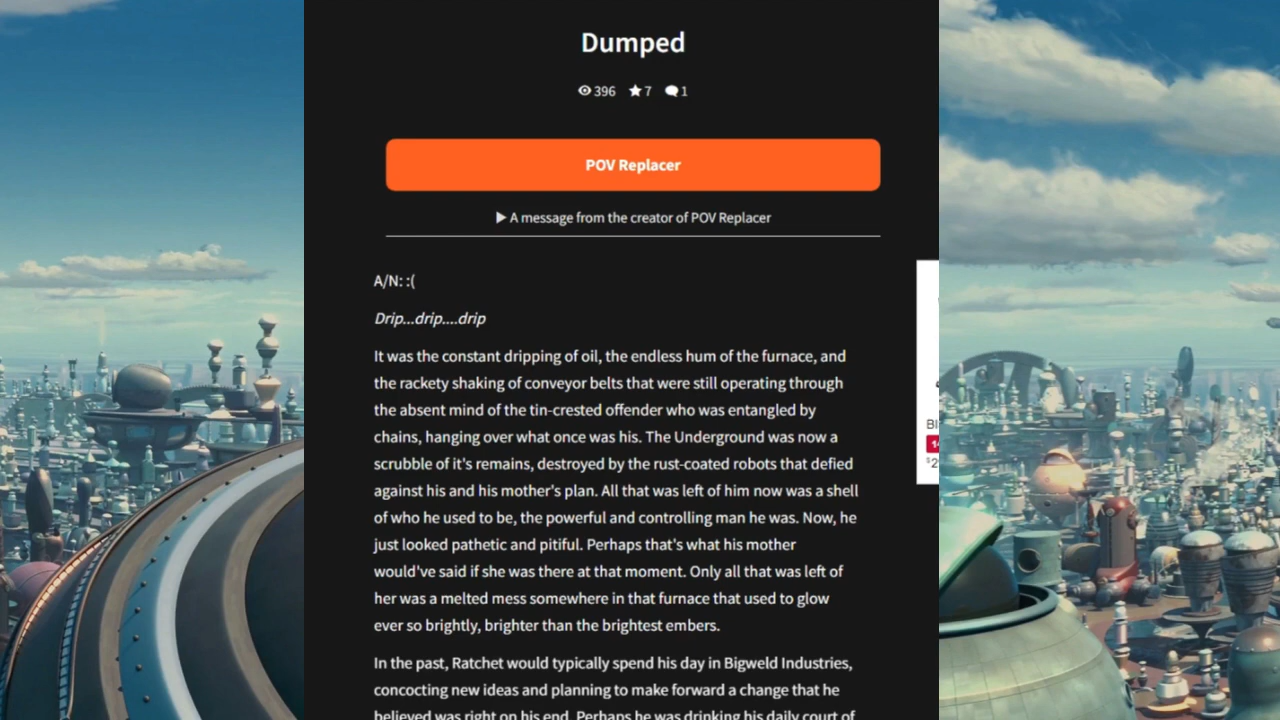 Dumped
396 7 1
POV Replacer
▶ A message from the creator of POV Replacer
A/N: :(
Drip...drip....drip
It was the constant dripping of oil, the endless hum of the furnace, and
the rackety shaking of conveyor belts that were still operating through
the absent mind of the tin-crested offender who was entangled by
chains, hanging over what once was his. The Underground was now a
scrubble of it's remains, destroyed by the rust-coated robots that defied
against his and his mother's plan. All that was left of him now was a shell
of who he used to be, the powerful and controlling man he was. Now, he
just looked pathetic and pitiful. Perhaps that's what his mother
would've said if she was there at that moment. Only all that was left of
her was a melted mess somewhere in that furnace that used to glow
ever so brightly, brighter than the brightest embers.
In the past, Ratchet would typically spend his day in Bigweld Industries,
concocting new ideas and planning to make forward a change that he
believed was right on his end. Perhaps he was drinking his daily court of